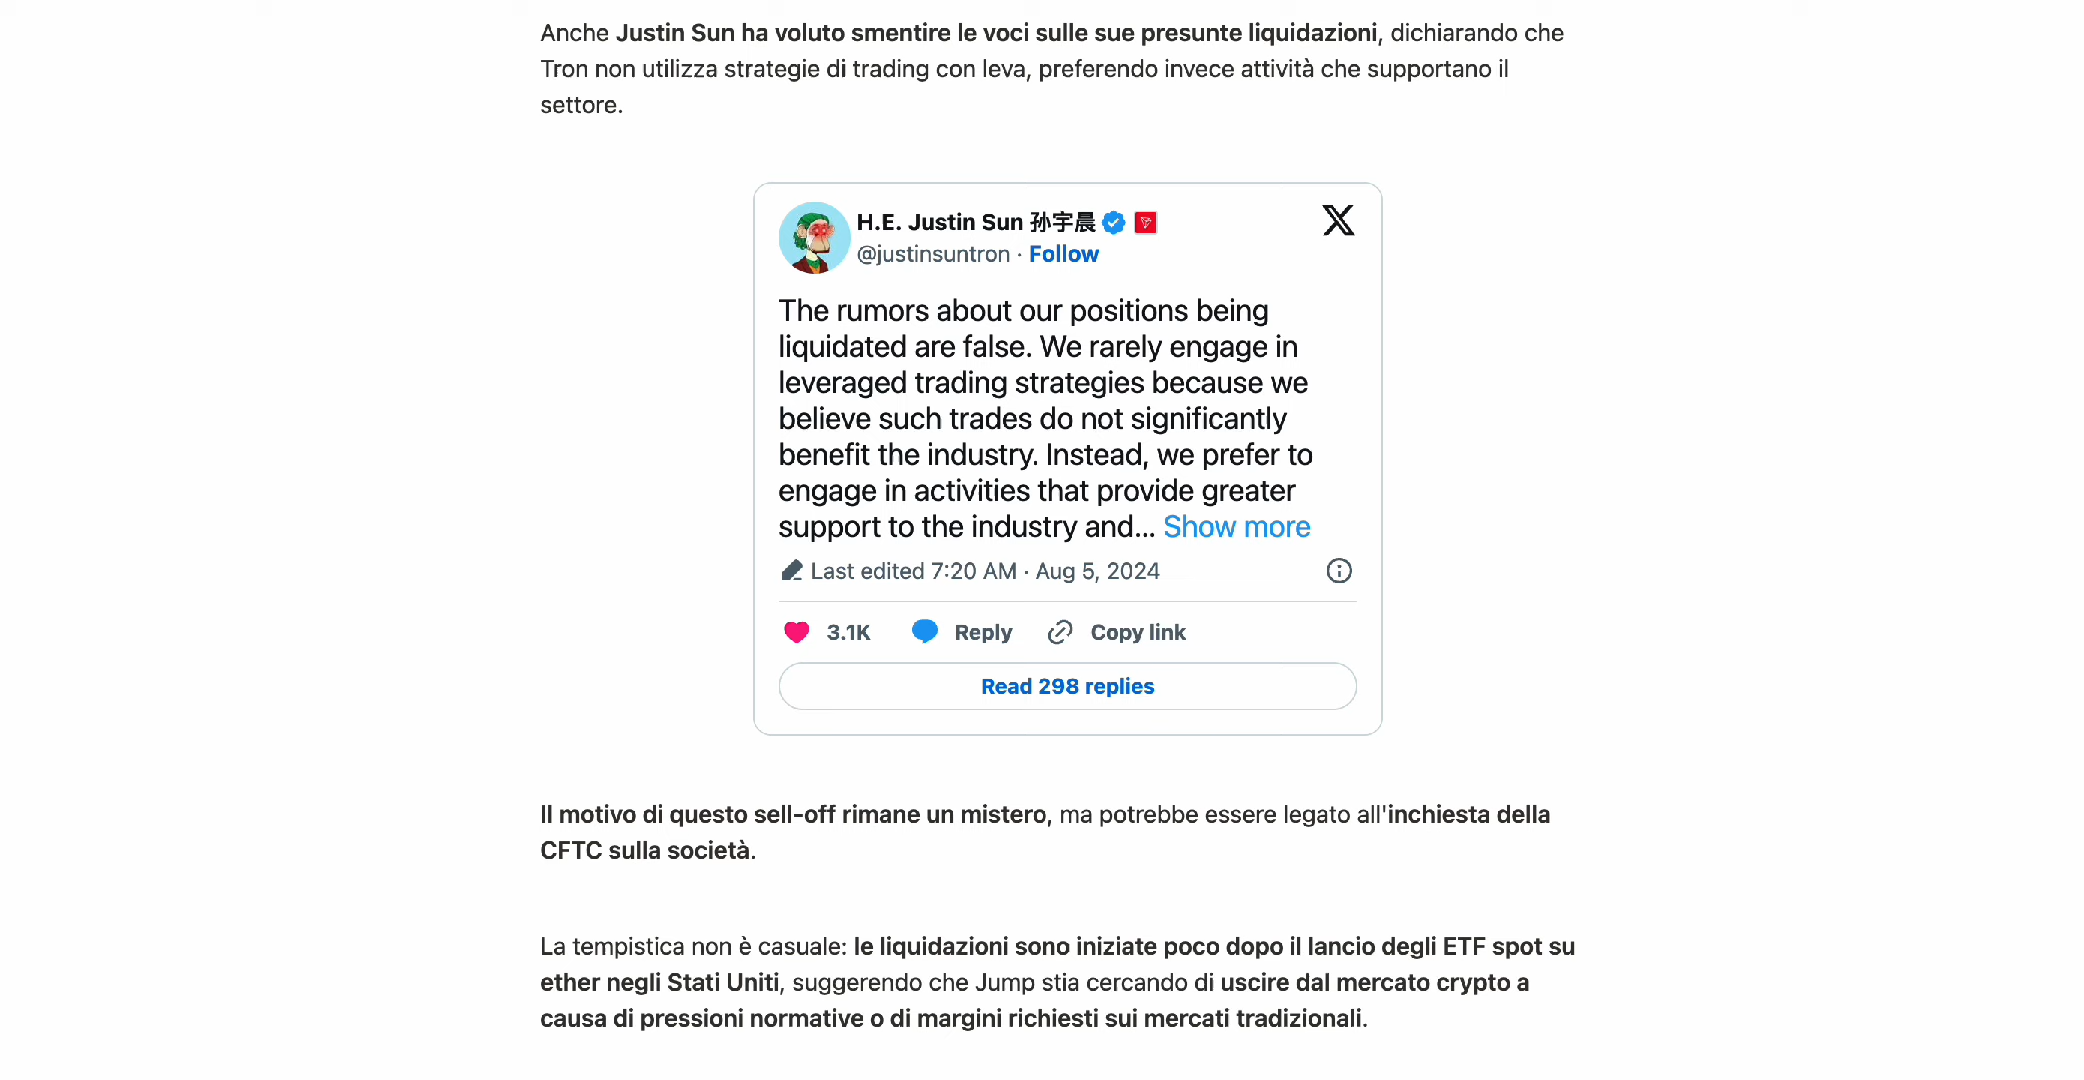 Anche Justin Sun ha voluto smentire le voci sulle sue presunte liquidazioni, dichiarando che
Tron non utilizza strategie di trading con leva, preferendo invece attività che supportano il
settore.
H.E. Justin Sun 孙宇晨
@justinsuntron · Follow
The rumors about our positions being
liquidated are false. We rarely engage in
leveraged trading strategies because we
believe such trades do not significantly
benefit the industry. Instead, we prefer to
engage in activities that provide greater
support to the industry and... Show more
Last edited 7:20 AM · Aug 5, 2024
3.1K Reply Copy link
Read 298 replies
Il motivo di questo sell-off rimane un mistero, ma potrebbe essere legato all'inchiesta della
CFTC sulla società.
La tempistica non è casuale: le liquidazioni sono iniziate poco dopo il lancio degli ETF spot su
ether negli Stati Uniti, suggerendo che Jump stia cercando di uscire dal mercato crypto a
causa di pressioni normative o di margini richiesti sui mercati tradizionali.